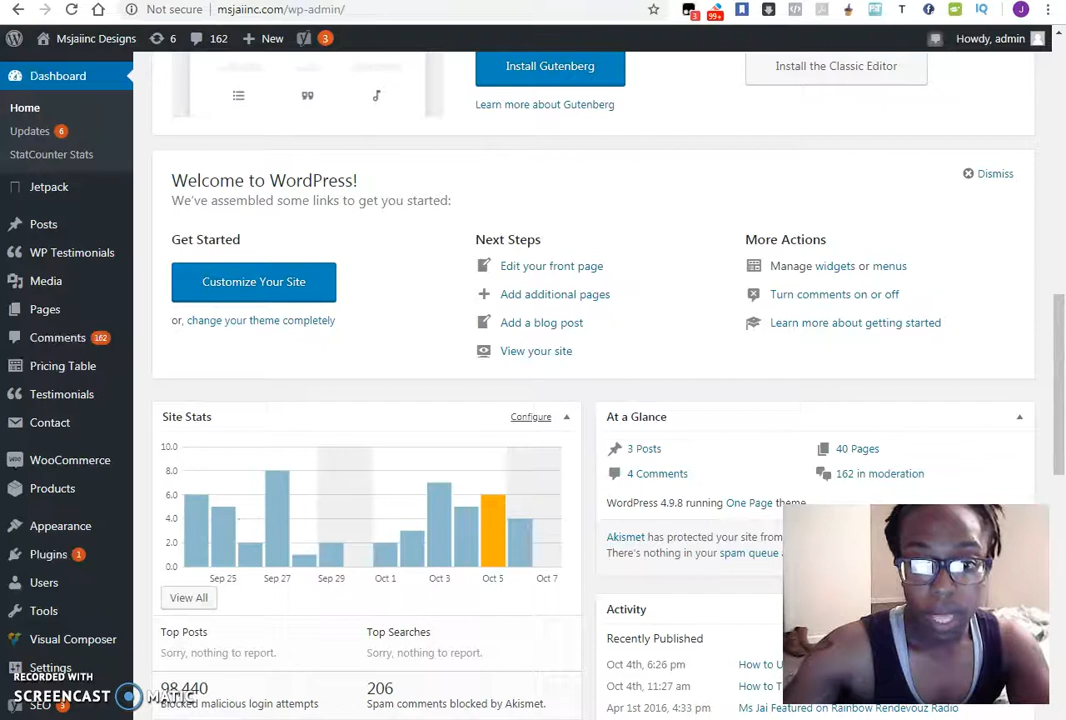 Not secure msjaiinc.com/wp-admin/
3 99+ T IQ J
Msjaiinc Designs 6 162 New 3 Howdy, admin
Dashboard
Home
Updates 6
StatCounter Stats
Jetpack
Posts
WP Testimonials
Media
Pages
Comments 162
Pricing Table
Testimonials
Contact
WooCommerce
Products
Appearance
Plugins 1
Users
Tools
Visual Composer
Settings
SEO 3
Install Gutenberg Install the Classic Editor
Learn more about Gutenberg
Welcome to WordPress! Dismiss
We've assembled some links to get you started:
Get Started
Customize Your Site
or, change your theme completely
Next Steps
Edit your front page
Add additional pages
Add a blog post
View your site
More Actions
Manage widgets or menus
Turn comments on or off
Learn more about getting started
Site Stats Configure
10.0
8.0
6.0
4.0
2.0
0.0
Sep 25 Sep 27 Sep 29 Oct 1 Oct 3 Oct 5 Oct 7
View All
Top Posts Top Searches
Sorry, nothing to report. Sorry, nothing to report.
98,440 206
Blocked malicious login attempts Spam comments blocked by Akismet.
At a Glance
3 Posts 40 Pages
4 Comments 162 in moderation
WordPress 4.9.8 running One Page theme
Akismet has protected your site from
There's nothing in your spam queue
Activity
Recently Published
Oct 4th, 6:26 pm How to U
Oct 4th, 11:27 am How to T
Apr 1st 2016, 4:33 pm Ms Jai Featured on Rainbow Rendevouz Radio
RECORDED WITH
SCREENCAST MATIC